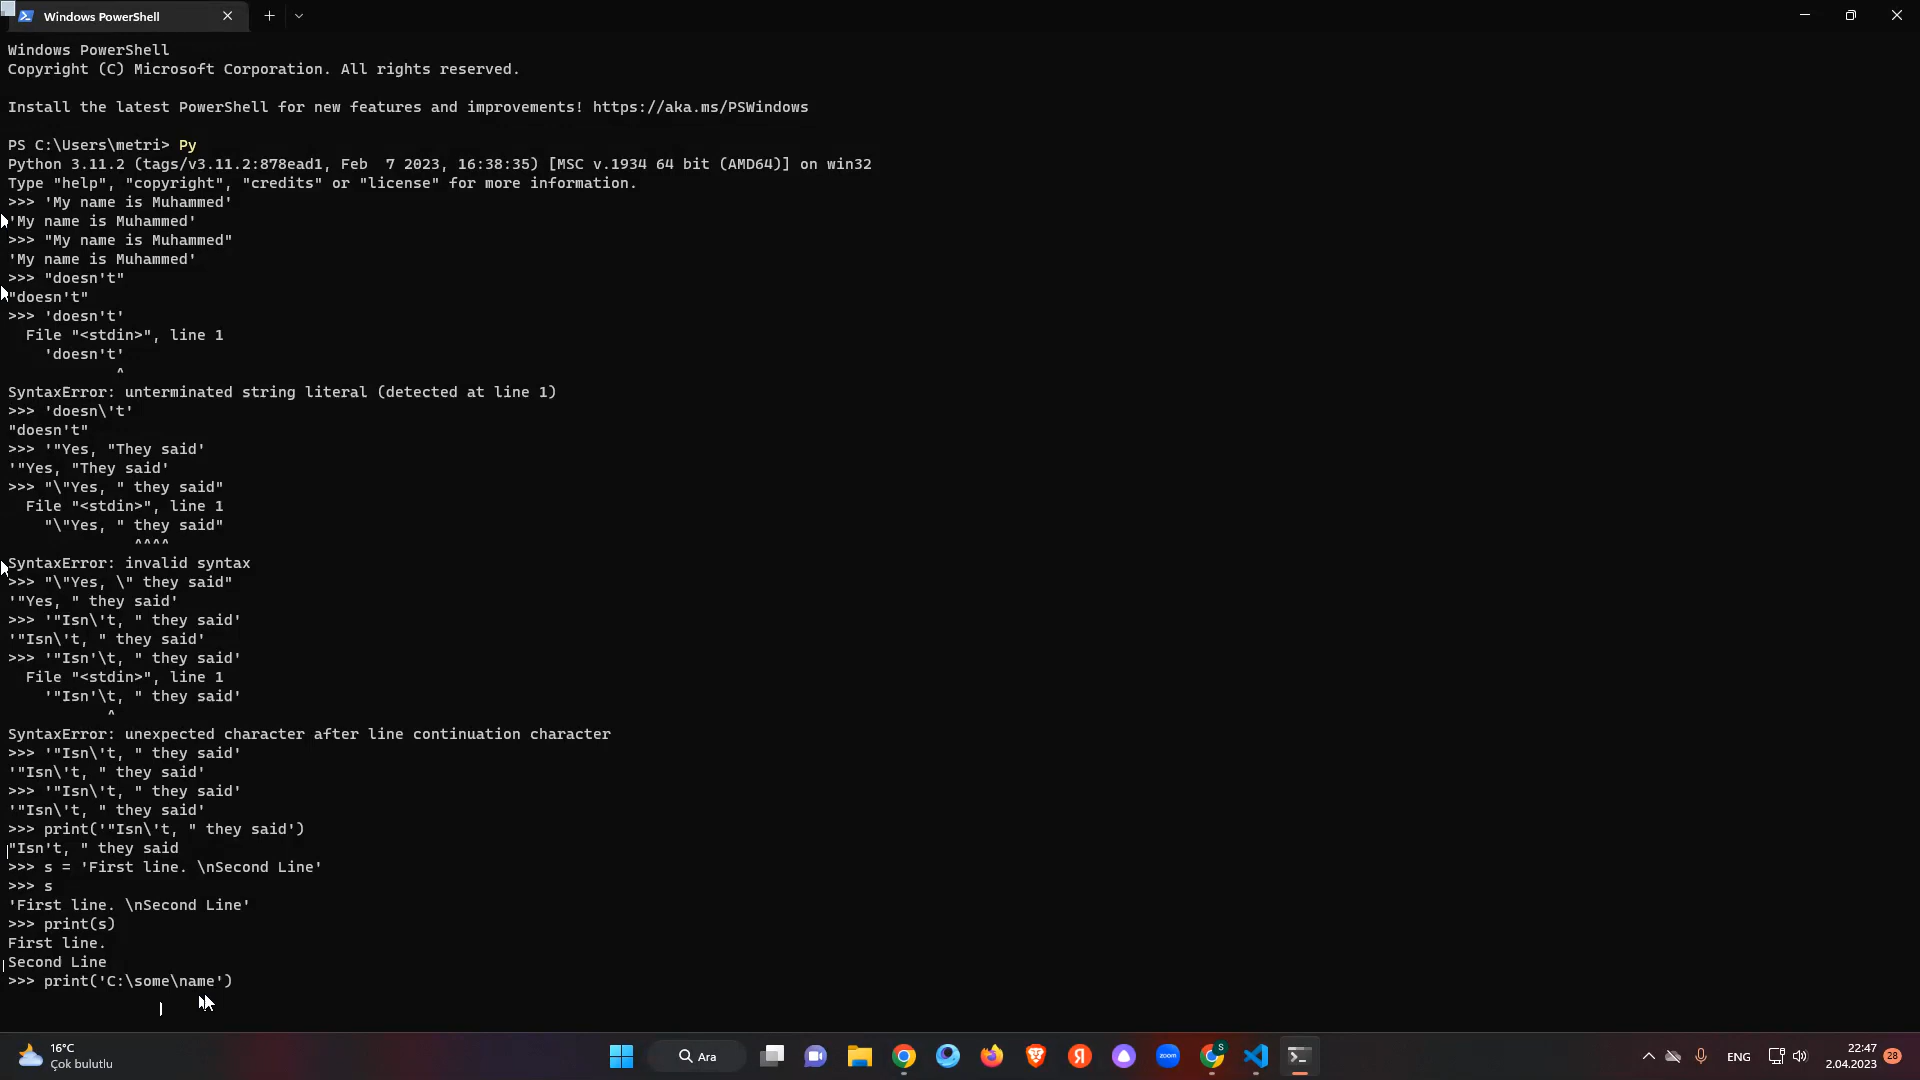 Windows PowerShell
Windows PowerShell
Copyright (C) Microsoft Corporation. All rights reserved.
Install the latest PowerShell for new features and improvements! https://aka.ms/PSWindows
PS C:\Users\metri> Py
Python 3.11.2 (tags/v3.11.2:878ead1, Feb  7 2023, 16:38:35) [MSC v.1934 64 bit (AMD64)] on win32
Type "help", "copyright", "credits" or "license" for more information.
>>> 'My name is Muhammed'
'My name is Muhammed'
>>> "My name is Muhammed"
'My name is Muhammed'
>>> "doesn't"
"doesn't"
>>> 'doesn't'
  File "<stdin>", line 1
    'doesn't'
            ^
SyntaxError: unterminated string literal (detected at line 1)
>>> 'doesn\'t'
"doesn't"
>>> '"Yes, "They said'
'"Yes, "They said'
>>> "\"Yes, " they said"
  File "<stdin>", line 1
    "\"Yes, " they said"
              ^^^^
SyntaxError: invalid syntax
>>> "\"Yes, \" they said"
'"Yes, " they said'
>>> '"Isn\'t, " they said'
'"Isn\'t, " they said'
>>> '"Isn'\t, " they said'
  File "<stdin>", line 1
    '"Isn'\t, " they said'
           ^
SyntaxError: unexpected character after line continuation character
>>> '"Isn\'t, " they said'
'"Isn\'t, " they said'
>>> '"Isn\'t, " they said'
'"Isn\'t, " they said'
>>> print('"Isn\'t, " they said')
"Isn't, " they said
>>> s = 'First line. \nSecond Line'
>>> s
'First line. \nSecond Line'
>>> print(s)
First line.
Second Line
>>> print('C:\some\name')
16°C
Çok bulutlu
Ara
zoom
S
ENG
22:47
2.04.2023
28